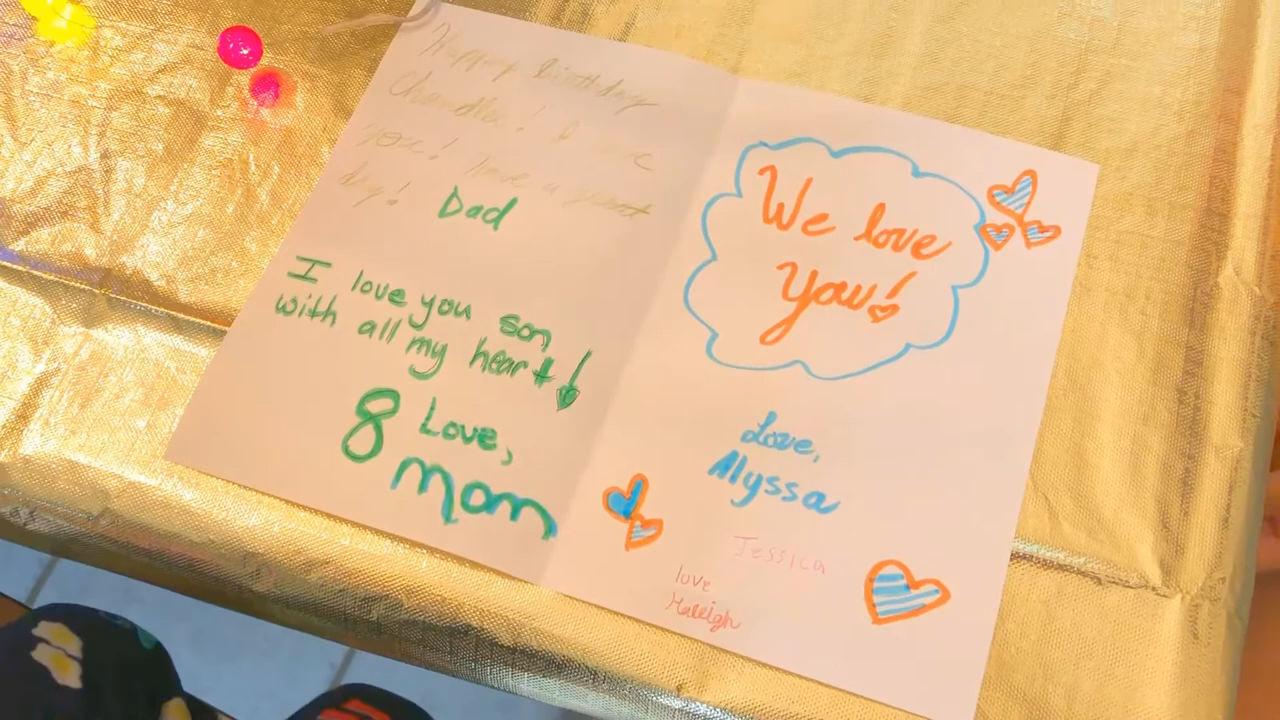 Happy birthday
Chandler! I love
you! Have a great
day!
Dad
I love you son
with all my heart!
8 Love,
Mom
We love
You!
Love,
Alyssa
Jessica
love
Haleigh